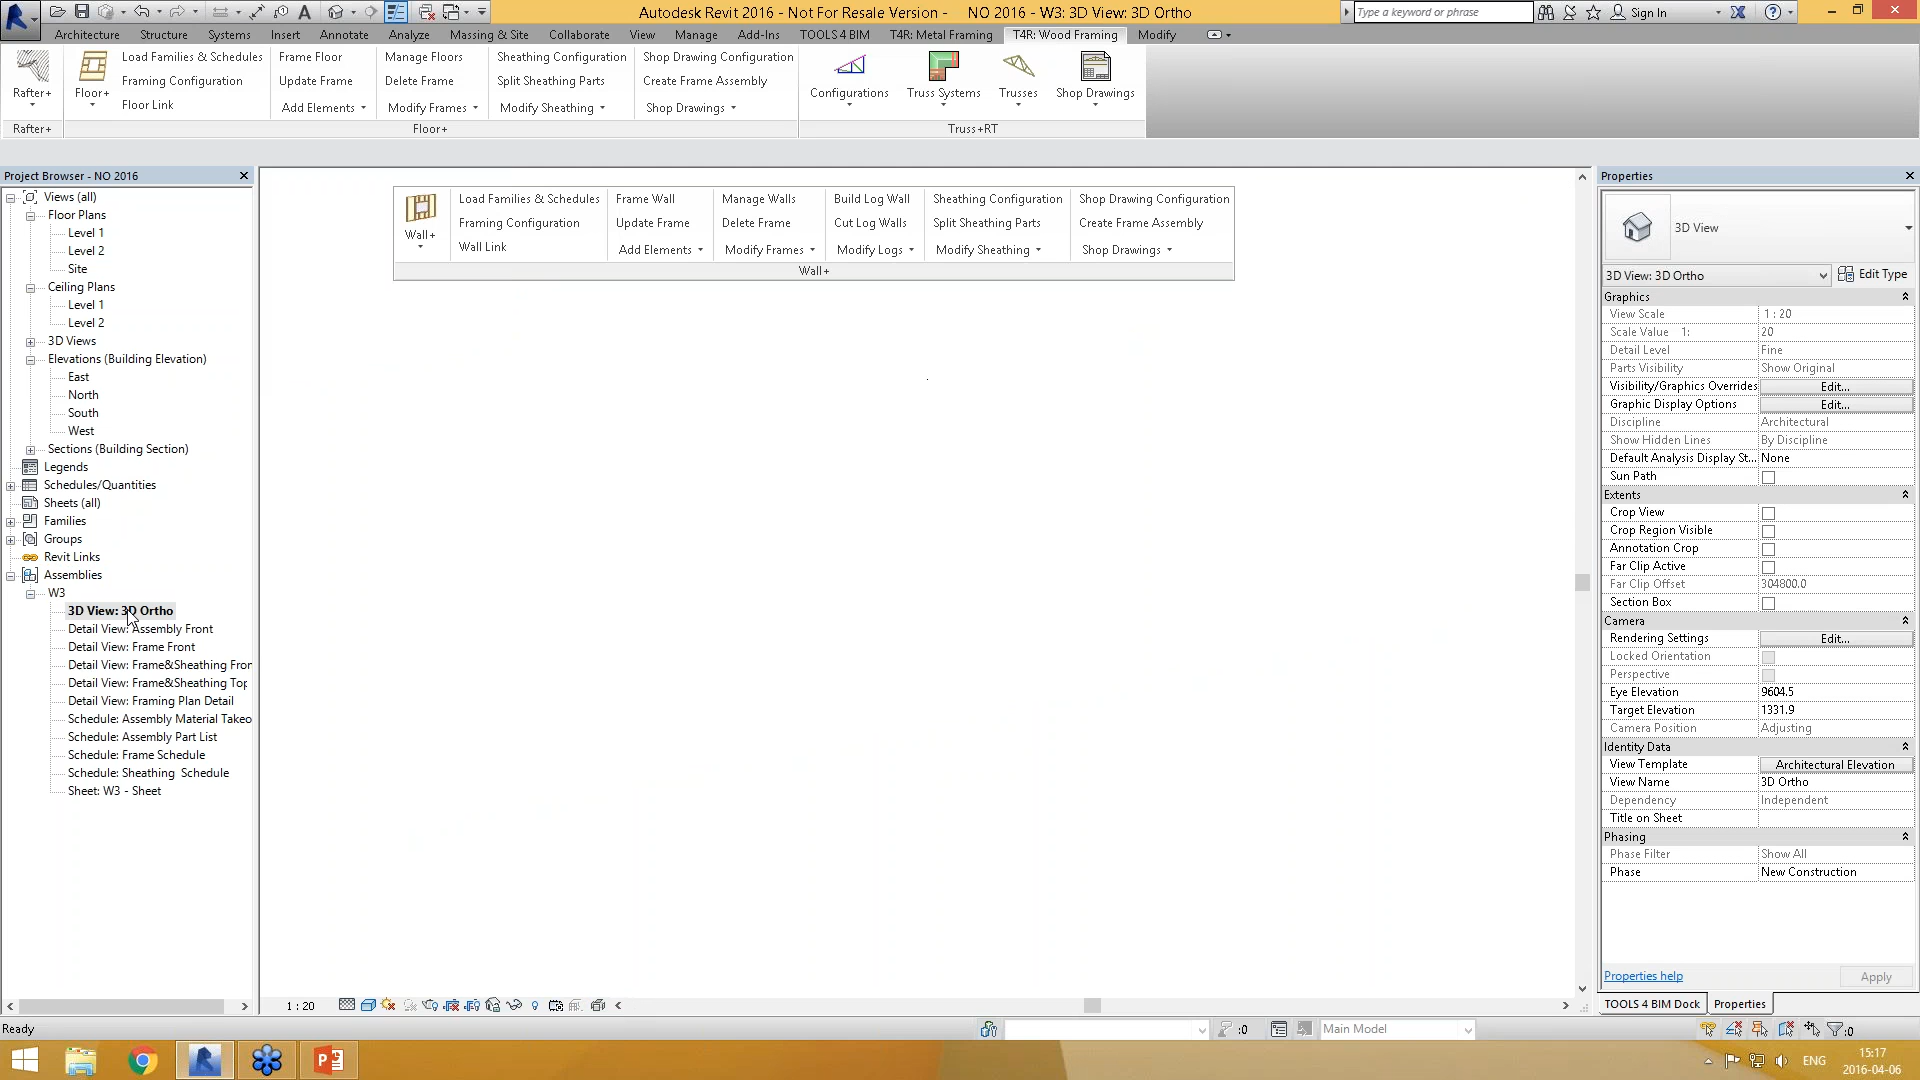 Autodesk Revit 2016 - Not For Resale Version - NO 2016 - W3: 3D View: 3D Ortho
Type a keyword or phrase
Sign In
Architecture Structure Systems Insert Annotate Analyze Massing & Site Collaborate View Manage Add-Ins TOOLS 4 BIM T4R: Metal Framing T4R: Wood Framing Modify
Load Families & Schedules Frame Floor Manage Floors Sheathing Configuration Shop Drawing Configuration
Framing Configuration Update Frame Delete Frame Split Sheathing Parts Create Frame Assembly
Rafter+ Floor+ Floor Link Add Elements Modify Frames Modify Sheathing Shop Drawings Configurations Truss Systems Trusses Shop Drawings
Rafter+ Floor+ Truss+RT
Project Browser - NO 2016
Views (all)
Floor Plans
Level 1
Level 2
Site
Ceiling Plans
Level 1
Level 2
3D Views
Elevations (Building Elevation)
East
North
South
West
Sections (Building Section)
Legends
Schedules/Quantities
Sheets (all)
Families
Groups
Revit Links
Assemblies
W3
3D View: 3D Ortho
Detail View: Assembly Front
Detail View: Frame Front
Detail View: Frame&Sheathing Fron
Detail View: Frame&Sheathing Top
Detail View: Framing Plan Detail
Schedule: Assembly Material Takeo
Schedule: Assembly Part List
Schedule: Frame Schedule
Schedule: Sheathing Schedule
Sheet: W3 - Sheet
Load Families & Schedules Frame Wall Manage Walls Build Log Wall Sheathing Configuration Shop Drawing Configuration
Framing Configuration Update Frame Delete Frame Cut Log Walls Split Sheathing Parts Create Frame Assembly
Wall+ Wall Link Add Elements Modify Frames Modify Logs Modify Sheathing Shop Drawings
Wall+
Properties
3D View
3D View: 3D Ortho Edit Type
Graphics
View Scale 1 : 20
Scale Value 1: 20
Detail Level Fine
Parts Visibility Show Original
Visibility/Graphics Overrides Edit...
Graphic Display Options Edit...
Discipline Architectural
Show Hidden Lines By Discipline
Default Analysis Display St... None
Sun Path
Extents
Crop View
Crop Region Visible
Annotation Crop
Far Clip Active
Far Clip Offset 304800.0
Section Box
Camera
Rendering Settings Edit...
Locked Orientation
Perspective
Eye Elevation 9604.5
Target Elevation 1331.9
Camera Position Adjusting
Identity Data
View Template Architectural Elevation
View Name 3D Ortho
Dependency Independent
Title on Sheet
Phasing
Phase Filter Show All
Phase New Construction
Properties help Apply
TOOLS 4 BIM Dock Properties
1 : 20
Ready :0 Main Model :0
ENG 15:17
2016-04-06